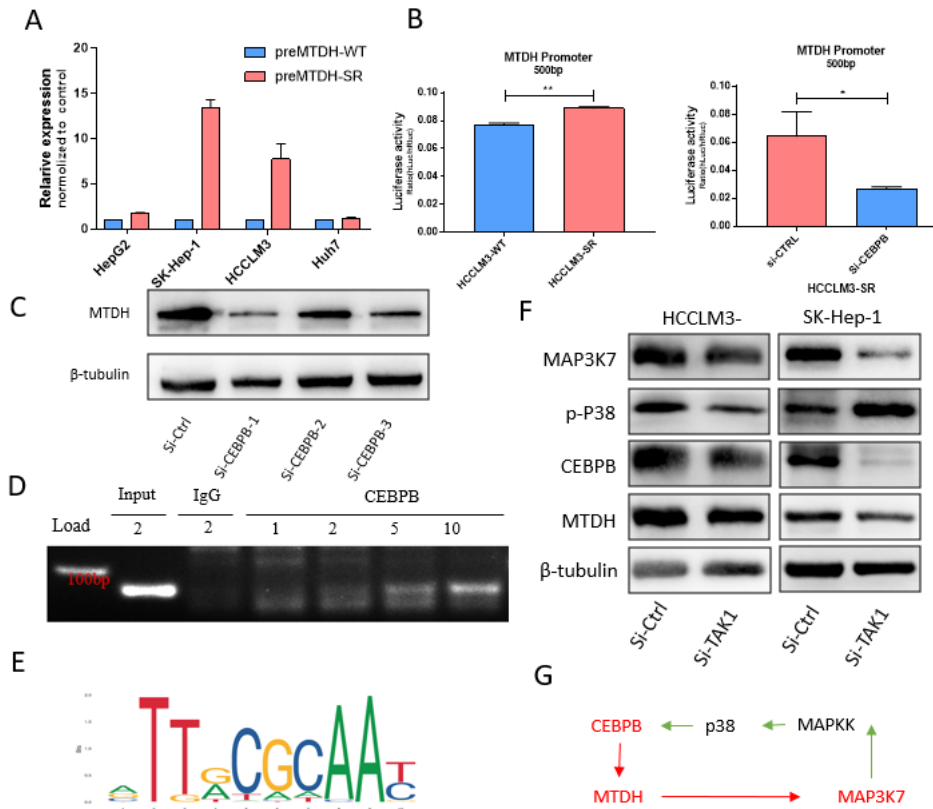 A
Relarive expression
normolized to control
20
15
10
5
0
preMTDH-WT
preMTDH-SR
HepG2
SK-Hep-1
HCCLM3
Huh7
B
MTDH Promoter
500bp
**
Luciferase activity
0.10
0.08
0.06
0.04
0.02
0.00
HCCLM3-WT
HCCLM3-SR
MTDH Promoter
500bp
*
Luciferase activity
0.10
0.08
0.06
0.04
0.02
0.00
si-CTRL
Si-CEBPB
HCCLM3-SR
C
MTDH
β-tubulin
Si-Ctrl
Si-CEBPB-1
Si-CEBPB-2
Si-CEBPB-3
D
Input IgG CEBPB
Load 2 2 1 2 5 10
100bp
E
TTGCGCAAT
F
HCCLM3- SK-Hep-1
MAP3K7
p-P38
CEBPB
MTDH
β-tubulin
Si-Ctrl
Si-TAK1
Si-Ctrl
Si-TAK1
G
CEBPB p38 MAPKK
MTDH MAP3K7